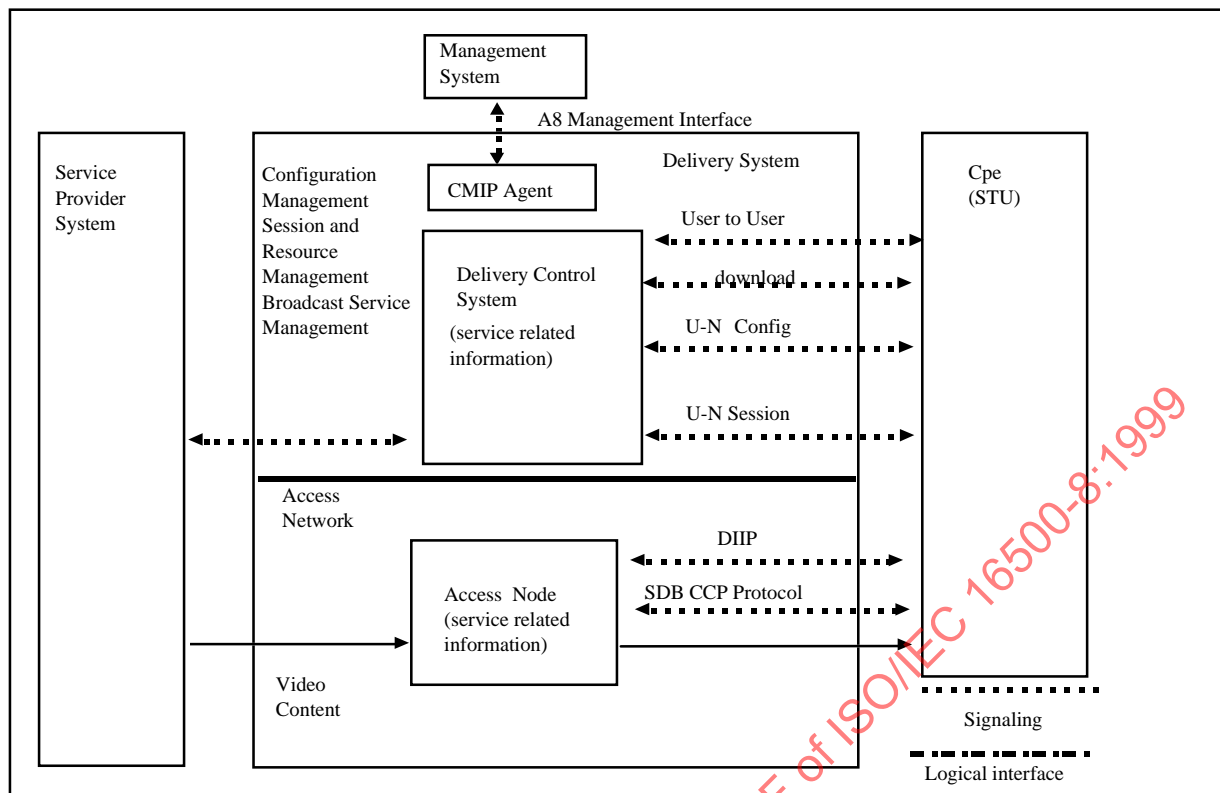 Management
System
A8 Management Interface
Service
Provider
System
Configuration
Management
Session and
Resource
Management
Broadcast Service
Management
CMIP Agent
Delivery System
Cpe
(STU)
User to User
Delivery Control
System
(service related
information)
download
U-N Config
U-N Session
Access
Network
DIIP
Access Node
(service related
information)
SDB CCP Protocol
Video
Content
Signaling
Logical interface
of ISO/IEC 16500-8:1999